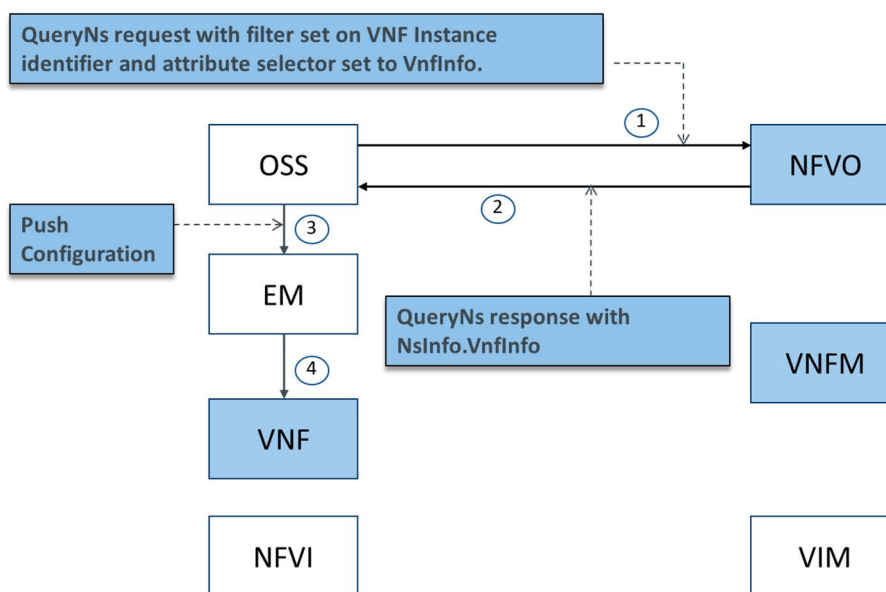 QueryNs request with filter set on VNF Instance
identifier and attribute selector set to VnfInfo.
1
OSS
NFVO
2
Push
Configuration
3
EM
QueryNs response with
NsInfo.VnfInfo
VNFM
4
VNF
NFVI
VIM